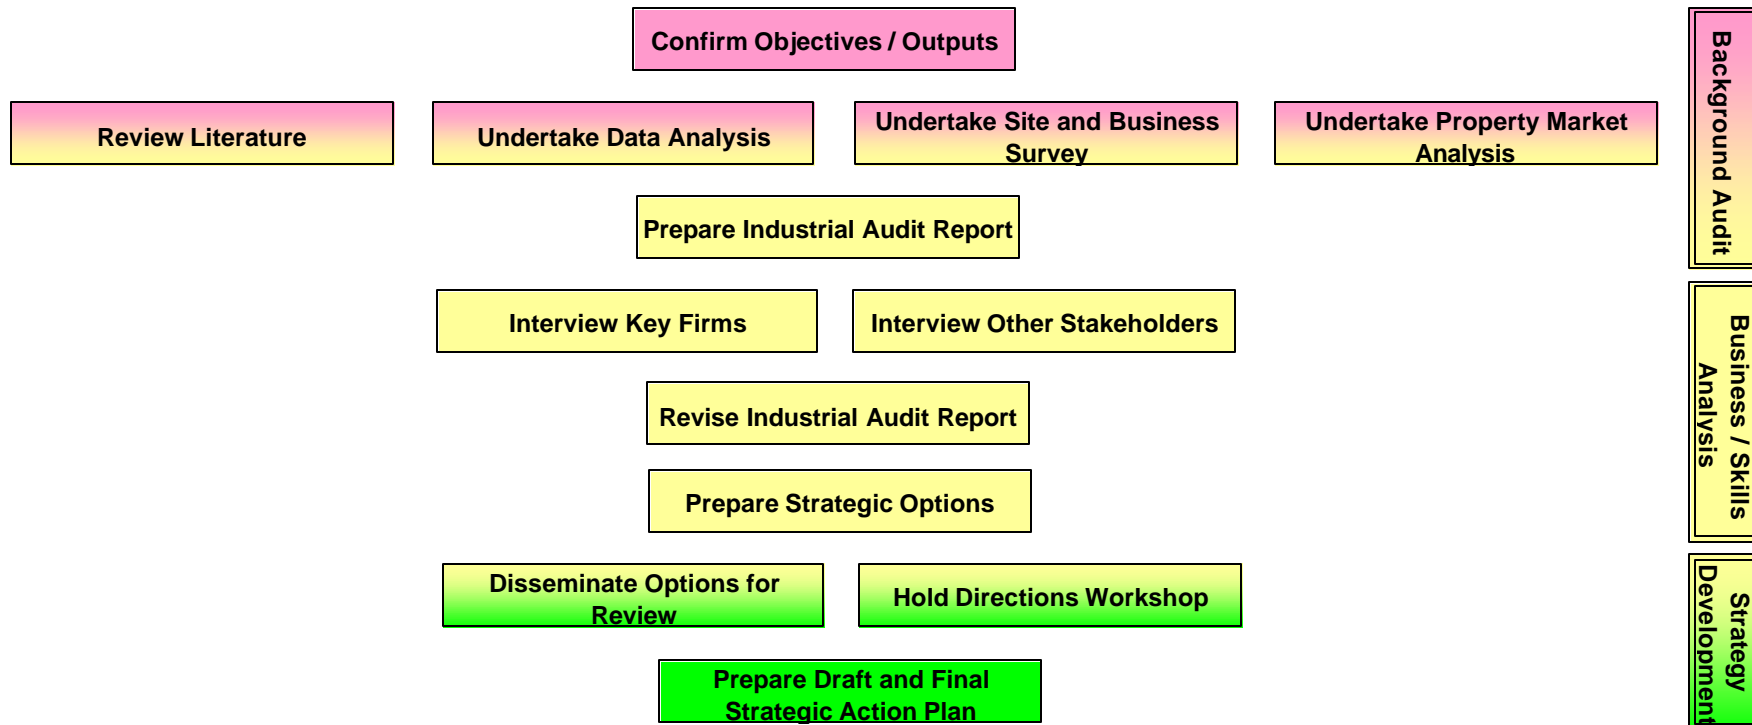 Confirm Objectives / Outputs
Review Literature
Undertake Data Analysis
Undertake Site and Business
Survey
Undertake Property Market
Analysis
Prepare Industrial Audit Report
Interview Key Firms
Interview Other Stakeholders
Revise Industrial Audit Report
Prepare Strategic Options
Disseminate Options for
Review
Hold Directions Workshop
Prepare Draft and Final
Strategic Action Plan
Background Audit
Business / Skills
Analysis
Strategy
Development